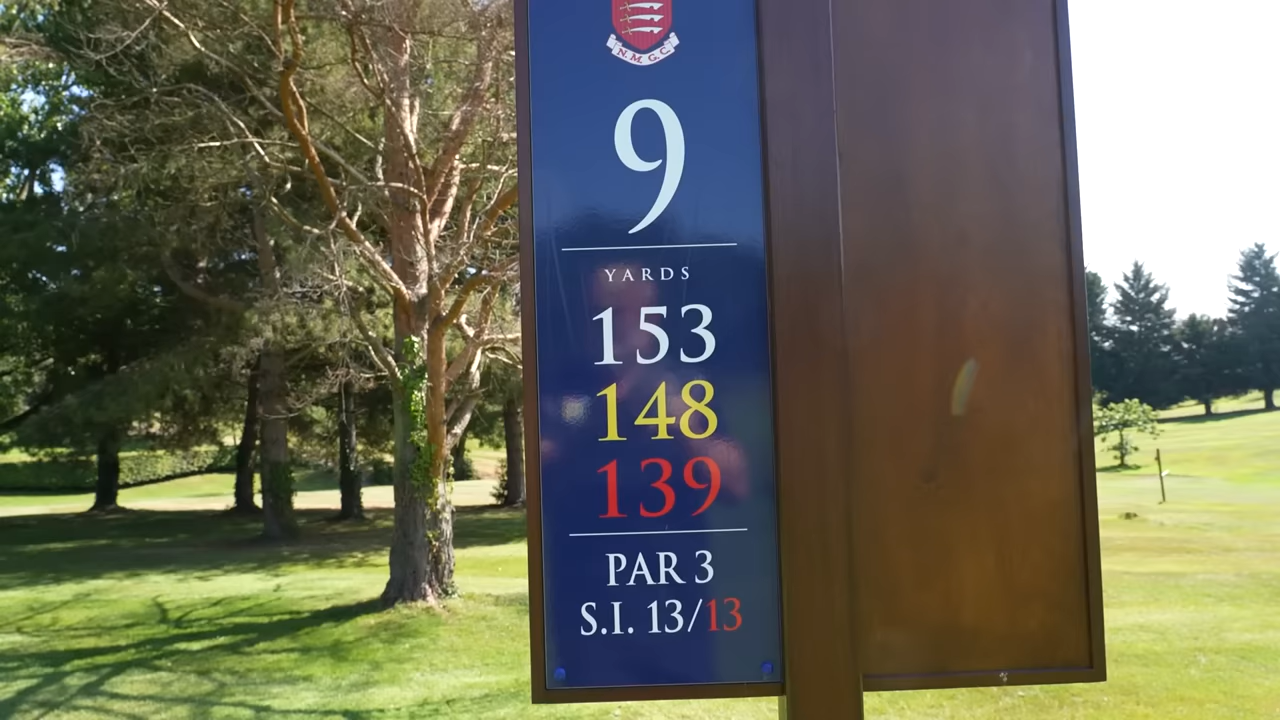 N. M. G. C.
9
YARDS
153
148
139
PAR 3
S.I. 13/13